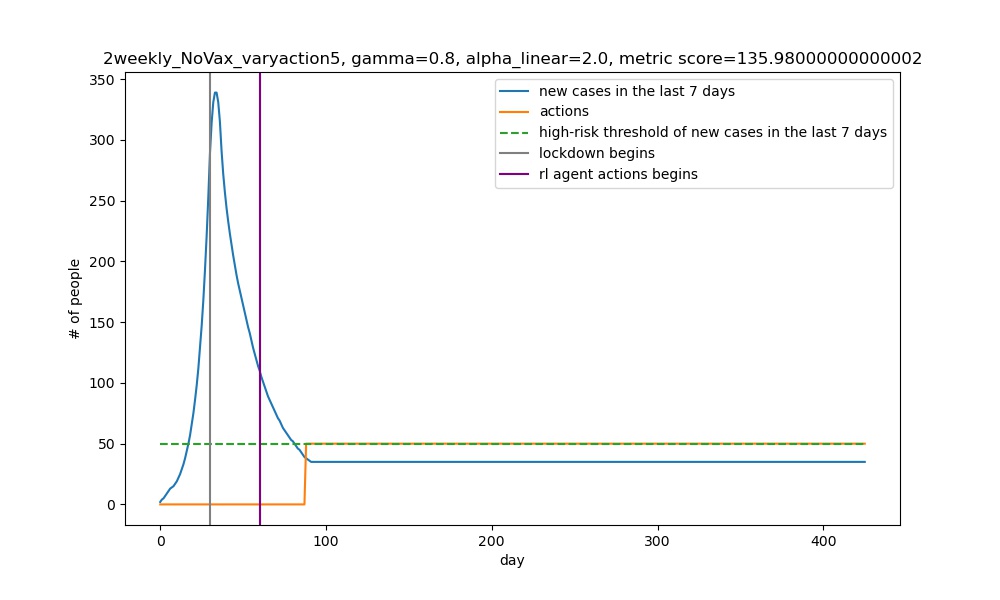 2weekly_NoVax_varyaction5, gamma=0.8, alpha_linear=2.0, metric score=135.98000000000002
new cases in the last 7 days
actions
high-risk threshold of new cases in the last 7 days
lockdown begins
rl agent actions begins
# of people
350
300
250
200
150
100
50
0
0 100 200 300 400
day